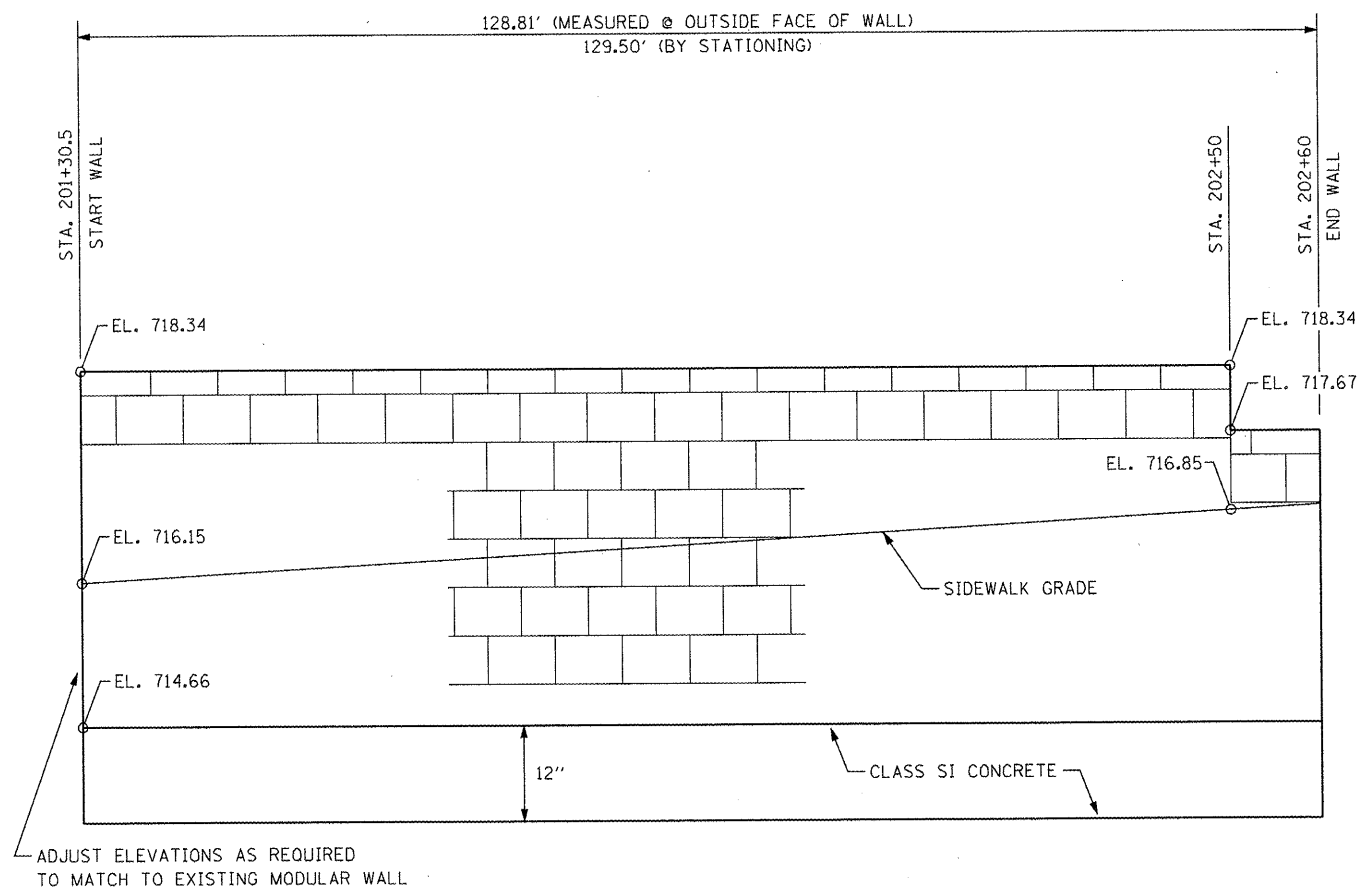 128.81' (MEASURED @ OUTSIDE FACE OF WALL)
129.50' (BY STATIONING)
STA. 201+30.5
START WALL
STA. 202+50
STA. 202+60
END WALL
EL. 718.34
EL. 718.34
EL. 717.67
EL. 716.85
EL. 716.15
SIDEWALK GRADE
EL. 714.66
12"
CLASS SI CONCRETE
ADJUST ELEVATIONS AS REQUIRED
TO MATCH TO EXISTING MODULAR WALL